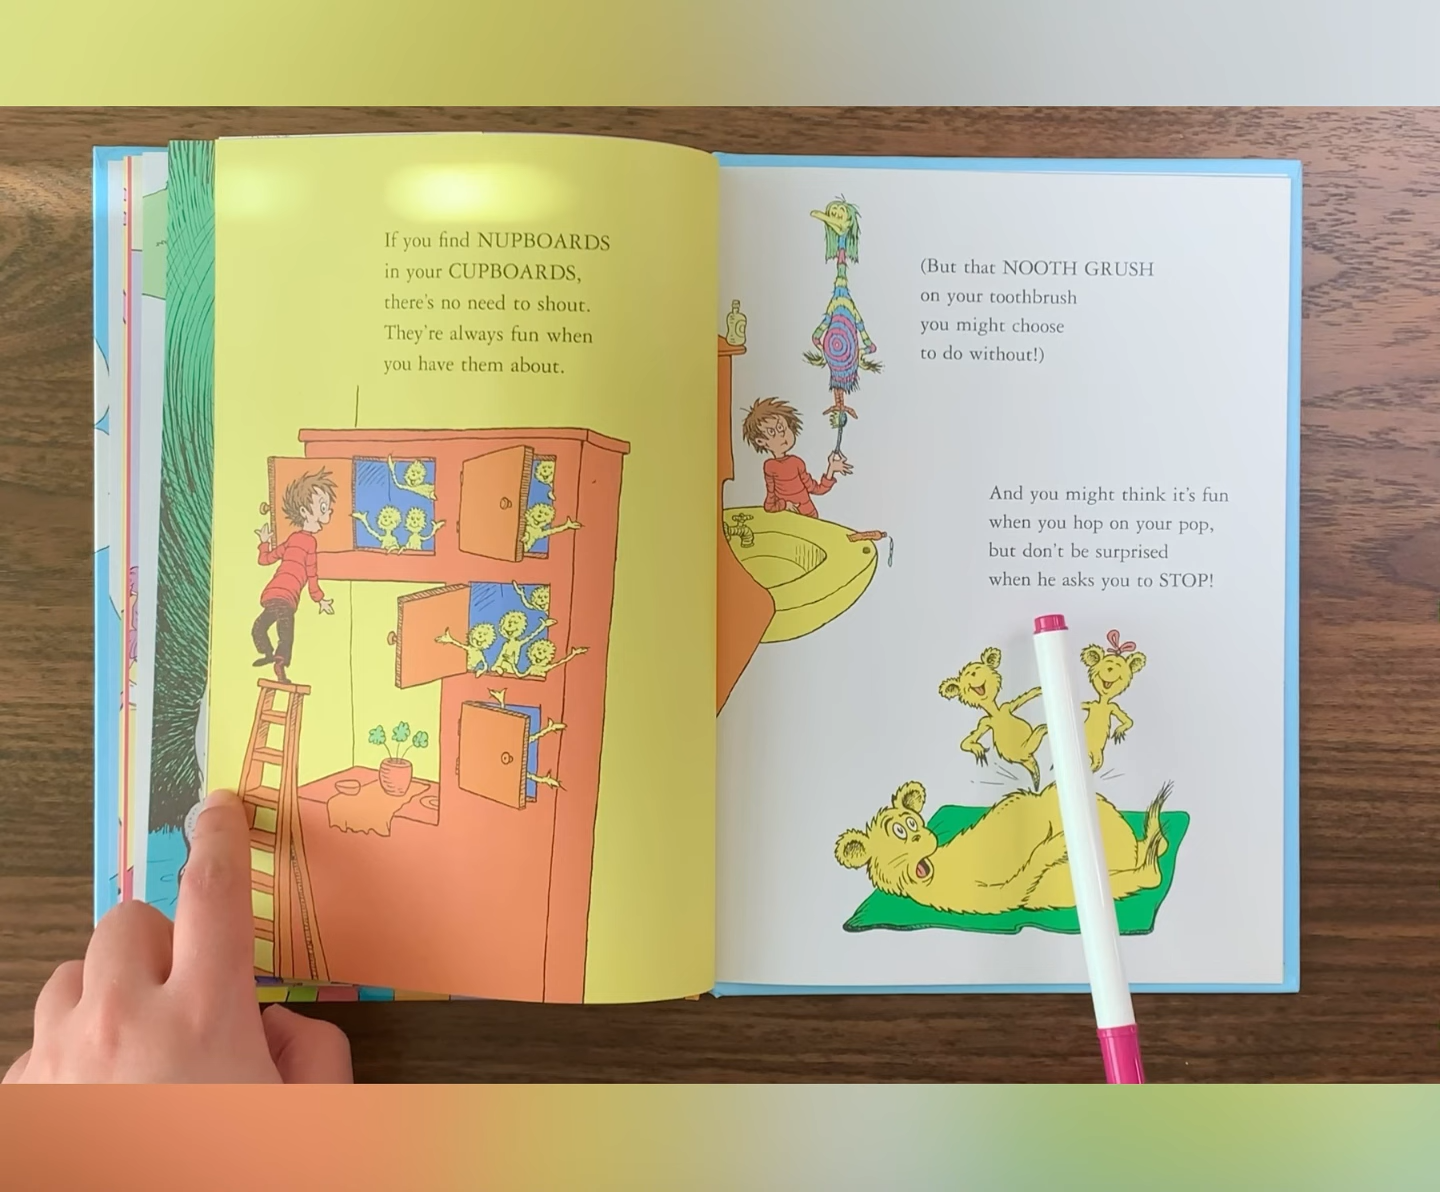 If you find NUPBOARDS
in your CUPBOARDS,
there's no need to shout.
They're always fun when
you have them about.
(But that NOOTH GRUSH
on your toothbrush
you might choose
to do without!)
And you might think it's fun
when you hop on your pop,
but don't be surprised
when he asks you to STOP!